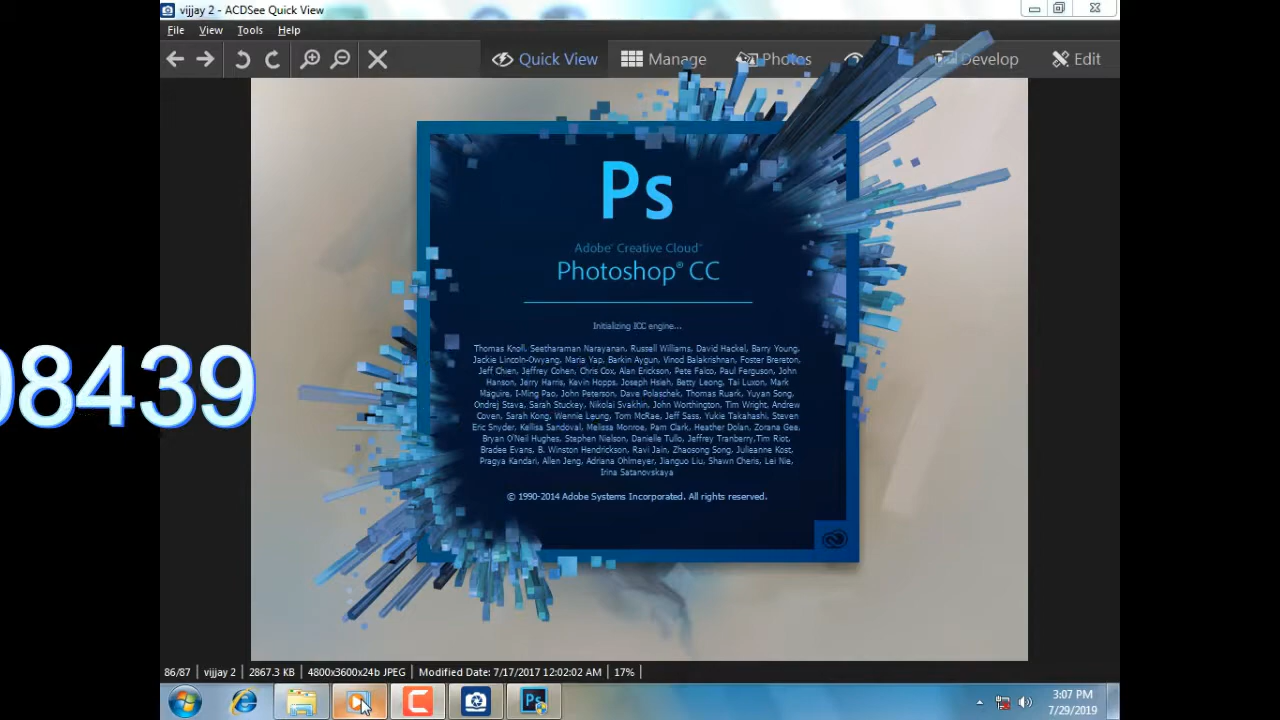 vijjay 2 - ACDSee Quick View
File View Tools Help
Quick View Manage Photos Develop Edit
Ps
Adobe® Creative Cloud™
Photoshop® CC
Initializing ICC engine...
Thomas Knoll, Seetharaman Narayanan, Russell Williams, David Hackel, Barry Young,
Jackie Lincoln-Owyang, Maria Yap, Barkin Aygun, Vinod Balakrishnan, Foster Brereton,
Jeff Chien, Jeffrey Cohen, Chris Cox, Alan Erickson, Pete Falco, Paul Ferguson, John
Hanson, Jerry Harris, Kevin Hopps, Joseph Hsieh, Betty Leong, Tai Luxon, Mark
Maguire, I-Ming Pao, John Peterson, Dave Polaschek, Thomas Ruark, Yuyan Song,
Ondrej Stava, Sarah Stuckey, Nikolai Svakhin, John Worthington, Tim Wright, Andrew
Coven, Sarah Kong, Wennie Leung, Tom McRae, Jeff Sass, Yukie Takahashi, Steven
Eric Snyder, Kellisa Sandoval, Melissa Monroe, Pam Clark, Heather Dolan, Zorana Gee,
Bryan O'Neil Hughes, Stephen Nielson, Danielle Tullo, Jeffrey Tranberry,Tim Riot,
Bradee Evans, B. Winston Hendrickson, Ravi Jain, Zhaosong Song, Julieanne Kost,
Pragya Kandari, Allen Jeng, Adriana Ohlmeyer, Jianguo Liu, Shawn Cheris, Lei Nie,
Irina Satanovskaya
© 1990-2014 Adobe Systems Incorporated. All rights reserved.
08439
86/87 vijjay 2 2867.3 KB 4800x3600x24b JPEG Modified Date: 7/17/2017 12:02:02 AM 17%
Ps
3:07 PM
7/29/2019